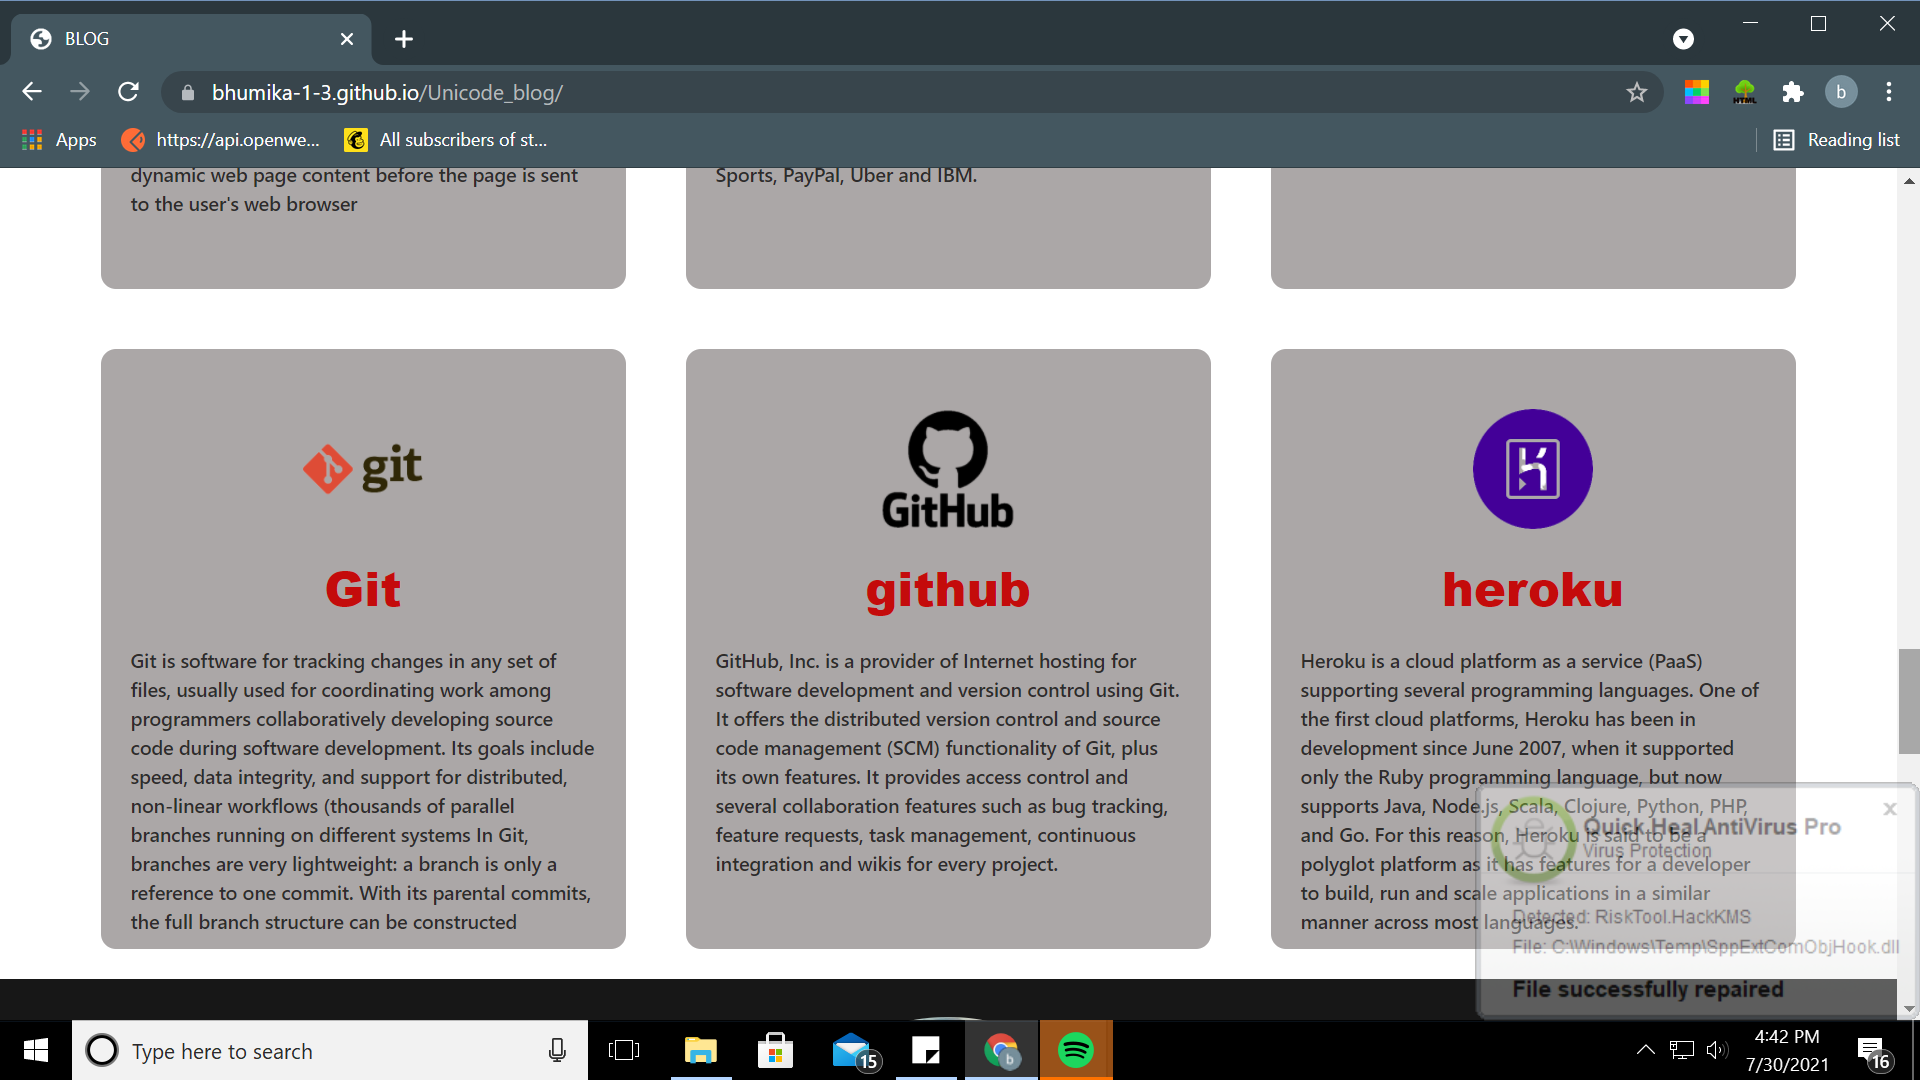 BLOG
bhumika-1-3.github.io/Unicode_blog/
b
Apps
https://api.openwe...
All subscribers of st...
Reading list
dynamic web page content before the page is sent
to the user's web browser
Sports, PayPal, Uber and IBM.
git
Git
Git is software for tracking changes in any set of
files, usually used for coordinating work among
programmers collaboratively developing source
code during software development. Its goals include
speed, data integrity, and support for distributed,
non-linear workflows (thousands of parallel
branches running on different systems In Git,
branches are very lightweight: a branch is only a
reference to one commit. With its parental commits,
the full branch structure can be constructed
GitHub
github
GitHub, Inc. is a provider of Internet hosting for
software development and version control using Git.
It offers the distributed version control and source
code management (SCM) functionality of Git, plus
its own features. It provides access control and
several collaboration features such as bug tracking,
feature requests, task management, continuous
integration and wikis for every project.
heroku
Heroku is a cloud platform as a service (PaaS)
supporting several programming languages. One of
the first cloud platforms, Heroku has been in
development since June 2007, when it supported
only the Ruby programming language, but now
supports Java, Node.js, Scala, Clojure, Python, PHP,
and Go. For this reason, Heroku is said to be a
polyglot platform as it has features for a developer
to build, run and scale applications in a similar
manner across most languages.
Quick Heal AntiVirus Pro
Virus Protection
Detected: RiskTool.HackKMS
File: C:\Windows\Temp\SppExtComObjHook.dll
File successfully repaired
Type here to search
15
b
4:42 PM
7/30/2021
16